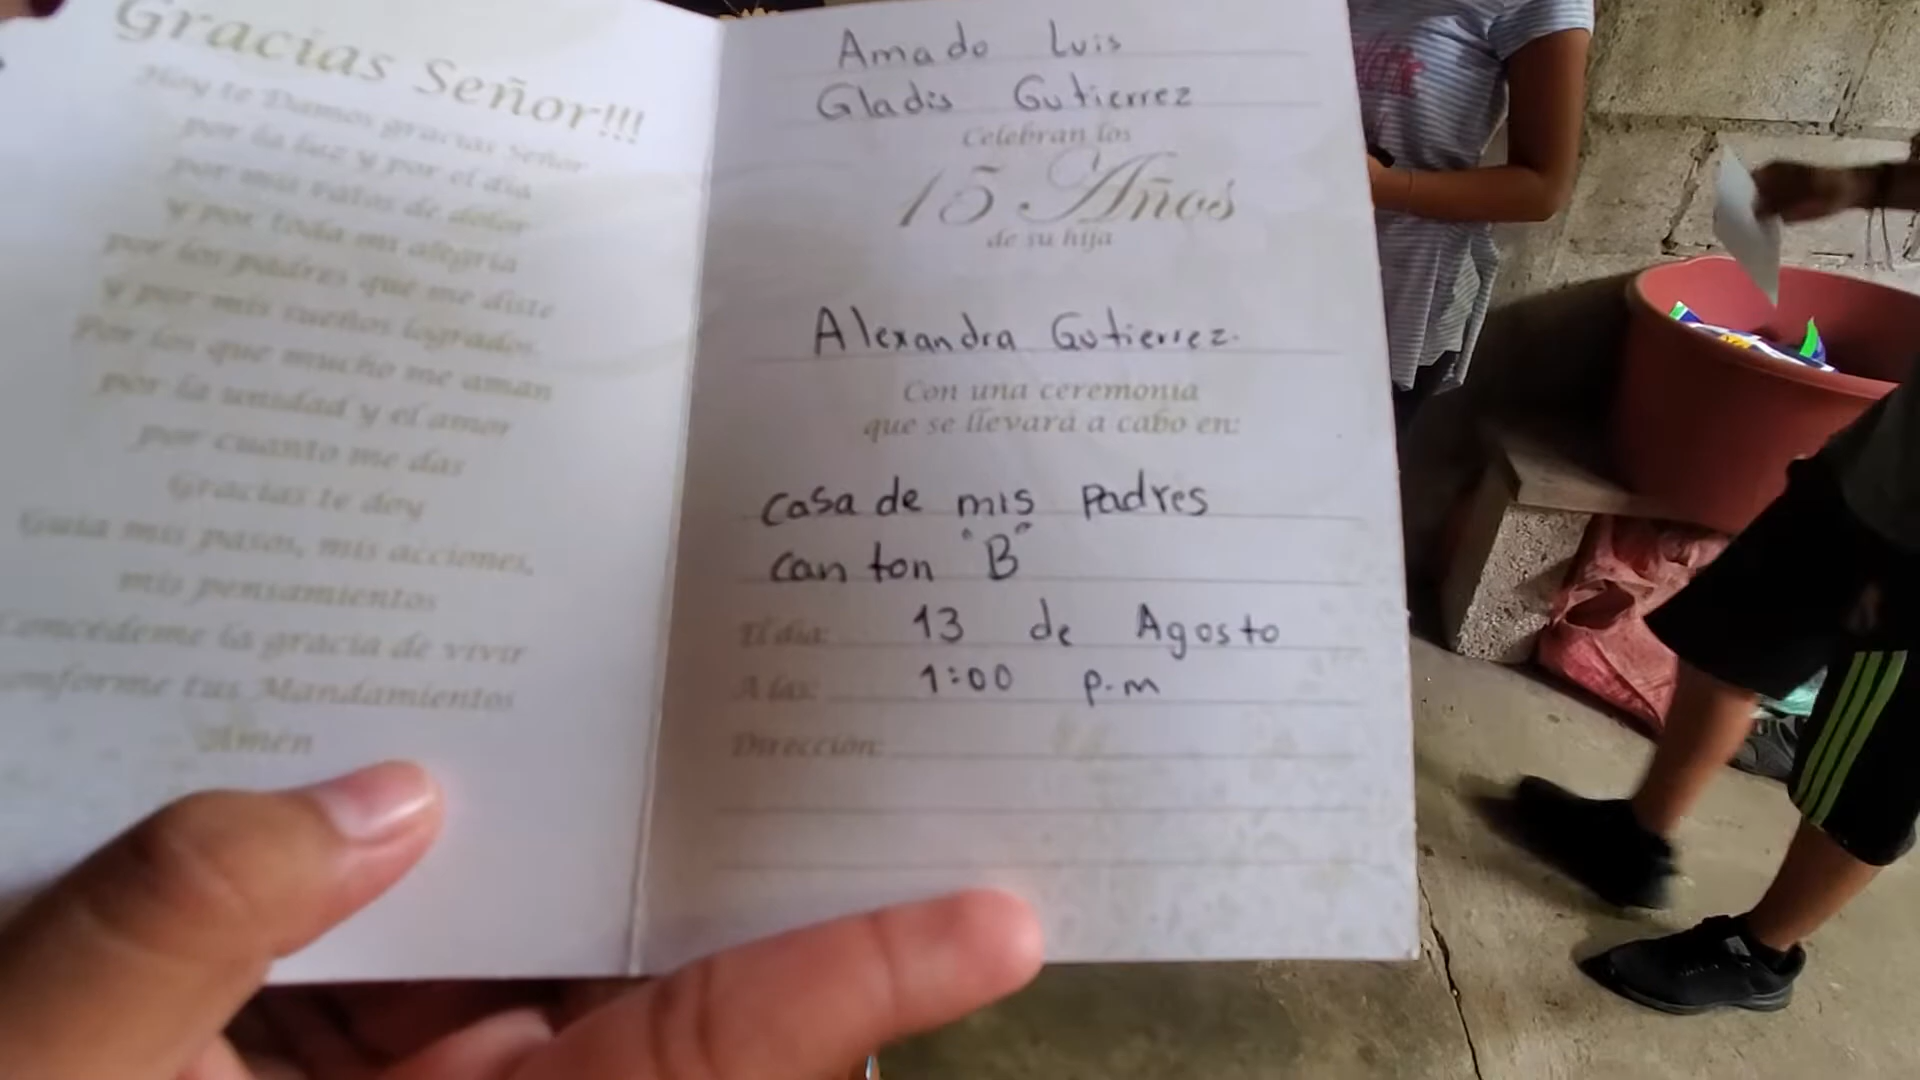 Gracias Señor!!!
Hoy te Damos gracias Señor
por la luz y por el día
por mis ratos de dolor
y por toda mi alegría
por los padres que me diste
y por mis sueños logrados.
Por los que mucho me aman
por la unidad y el amor
por cuanto me das
Gracias te doy
Guia mis pasos, mis acciones,
mis pensamientos
Concédeme la gracia de vivir
conforme tus Mandamientos
Amén
Amado Luis
Gladis Gutierrez
Celebran los
15 Años
de su hija
Alexandra Gutierrez.
Con una ceremonia
que se llevará a cabo en:
casa de mis Padres
can ton "B"
El día: 13 de Agosto
A las: 1:00 p.m
Dirección: